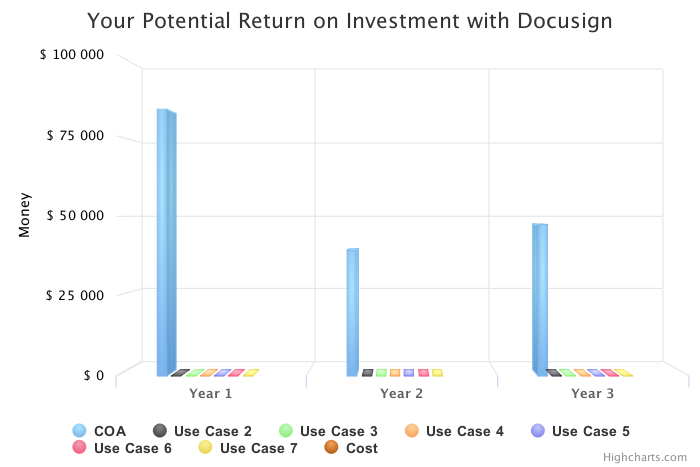 Your Potential Return on Investment with Docusign
$ 100 000
$ 75 000
$ 50 000
$ 25 000
$ 0
Money
Year 1 Year 2 Year 3
COA Use Case 2 Use Case 3 Use Case 4 Use Case 5
Use Case 6 Use Case 7 Cost
Highcharts.com